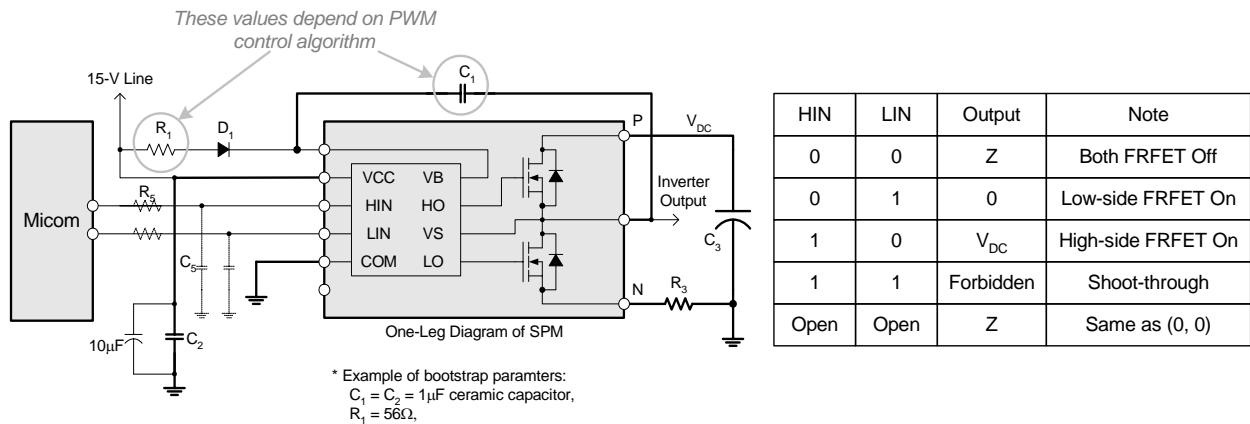 These values depend on PWM
control algorithm
15-V Line
C1
R1
D1
P
VDC
Micom
R5
VCC
VB
HIN
HO
LIN
VS
COM
LO
Inverter
Output
C3
C5
N
R3
10μF
C2
One-Leg Diagram of SPM
* Example of bootstrap paramters:
C1 = C2 = 1μF ceramic capacitor,
R1 = 56Ω,
HIN LIN Output Note
0 0 Z Both FRFET Off
0 1 0 Low-side FRFET On
1 0 VDC High-side FRFET On
1 1 Forbidden Shoot-through
Open Open Z Same as (0, 0)